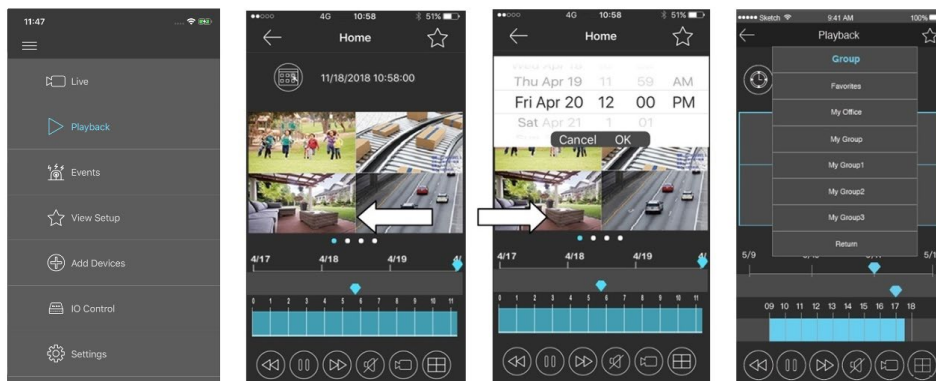 11:47
Live
Playback
Events
View Setup
Add Devices
IO Control
Settings
4G 10:58 51%
Home
11/18/2018 10:58:00
4/17 4/18 4/19 4/
0 1 2 3 4 5 6 7 8 9 10 11
4G 10:58 51%
Home
Thu Apr 19 11 59 AM
Fri Apr 20 12 00 PM
Sat Apr 21 1 01
Cancel OK
4/17 4/18 4/19 4/
0 1 2 3 4 5 6 7 8 9 10 11
Sketch 9:41 AM 100%
Playback
Group
Favorites
My Office
My Group
My Group1
My Group2
My Group3
Return
5/9 5/1
09 10 11 12 13 14 15 16 17 18